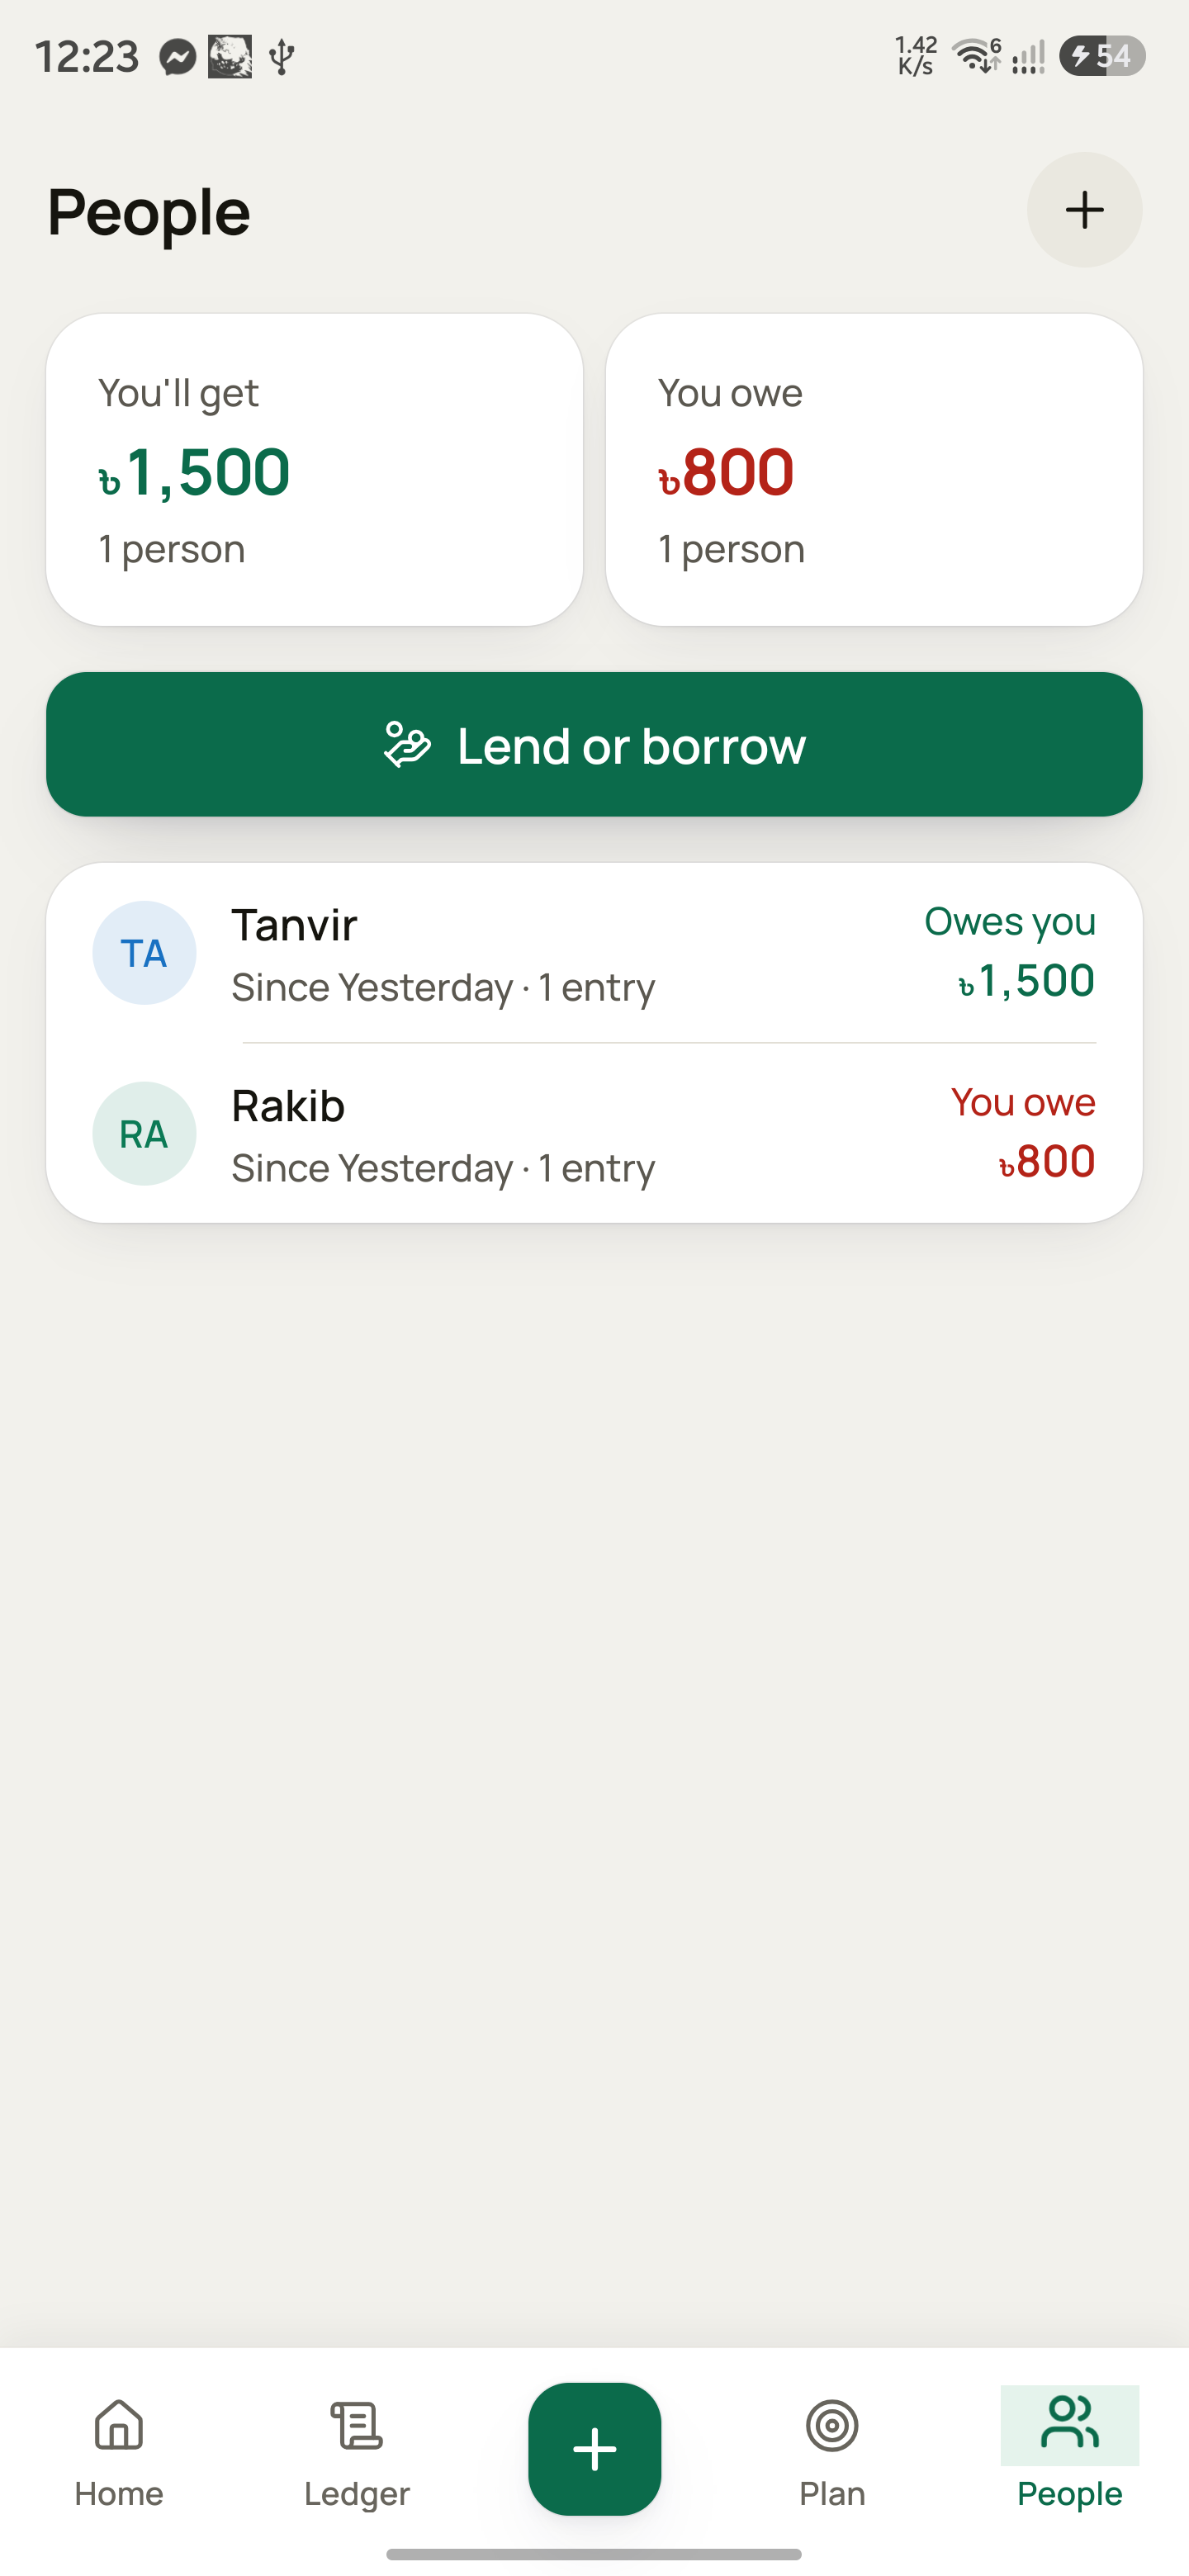 12:23
1.42 K/s
6
54
People
You'll get
৳1,500
1 person
You owe
৳800
1 person
Lend or borrow
TA
Tanvir
Since Yesterday · 1 entry
Owes you
৳1,500
RA
Rakib
Since Yesterday · 1 entry
You owe
৳800
Home
Ledger
Plan
People